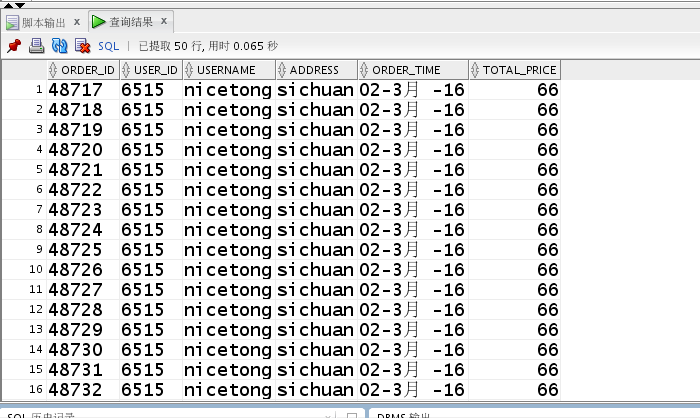 脚本输出 x 查询结果 x
SQL | 已提取 50 行, 用时 0.065 秒
ORDER_ID USER_ID USERNAME ADDRESS ORDER_TIME TOTAL_PRICE
1 48717 6515 nicetong sichuan 02-3月 -16 66
2 48718 6515 nicetong sichuan 02-3月 -16 66
3 48719 6515 nicetong sichuan 02-3月 -16 66
4 48720 6515 nicetong sichuan 02-3月 -16 66
5 48721 6515 nicetong sichuan 02-3月 -16 66
6 48722 6515 nicetong sichuan 02-3月 -16 66
7 48723 6515 nicetong sichuan 02-3月 -16 66
8 48724 6515 nicetong sichuan 02-3月 -16 66
9 48725 6515 nicetong sichuan 02-3月 -16 66
10 48726 6515 nicetong sichuan 02-3月 -16 66
11 48727 6515 nicetong sichuan 02-3月 -16 66
12 48728 6515 nicetong sichuan 02-3月 -16 66
13 48729 6515 nicetong sichuan 02-3月 -16 66
14 48730 6515 nicetong sichuan 02-3月 -16 66
15 48731 6515 nicetong sichuan 02-3月 -16 66
16 48732 6515 nicetong sichuan 02-3月 -16 66
SQL 历史记录 DBMS 输出